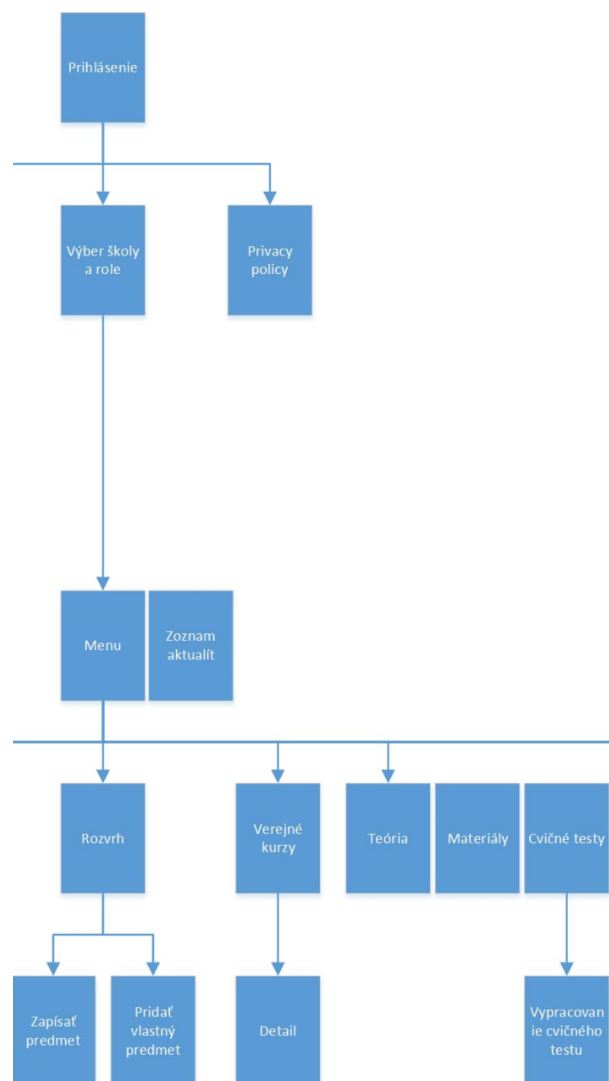 Prihlásenie
Výber školy
a role
Privacy
policy
Menu
Zoznam
aktualít
Rozvrh
Verejné
kurzy
Teória
Materiály
Cvičné testy
Zapísať
predmet
Pridať
vlastný
predmet
Detail
Vypracovan
ie cvičného
testu